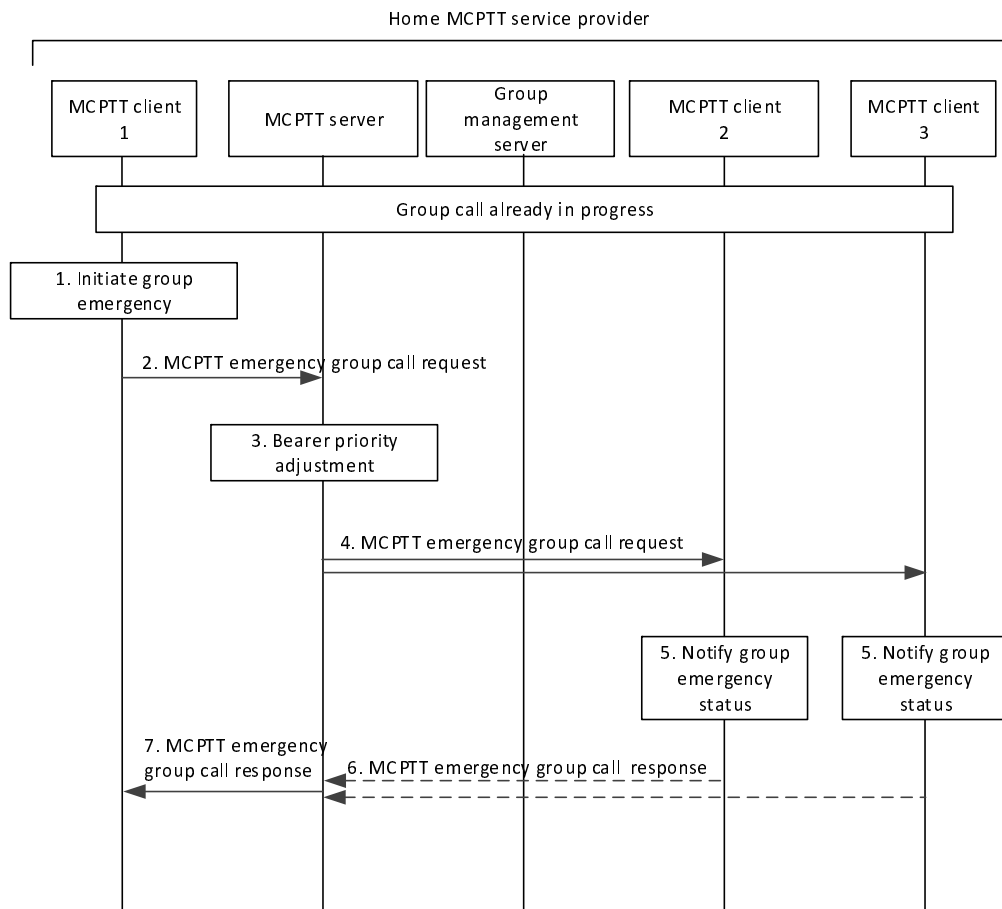 Home MCPTT service provider
MCPTT client
1
MCPTT server
Group
management
server
MCPTT client
2
MCPTT client
3
Group call already in progress
1. Initiate group
emergency
2. MCPTT emergency group call request
3. Bearer priority
adjustment
4. MCPTT emergency group call request
5. Notify group
emergency
status
5. Notify group
emergency
status
7. MCPTT emergency
group call response
6. MCPTT emergency group call response